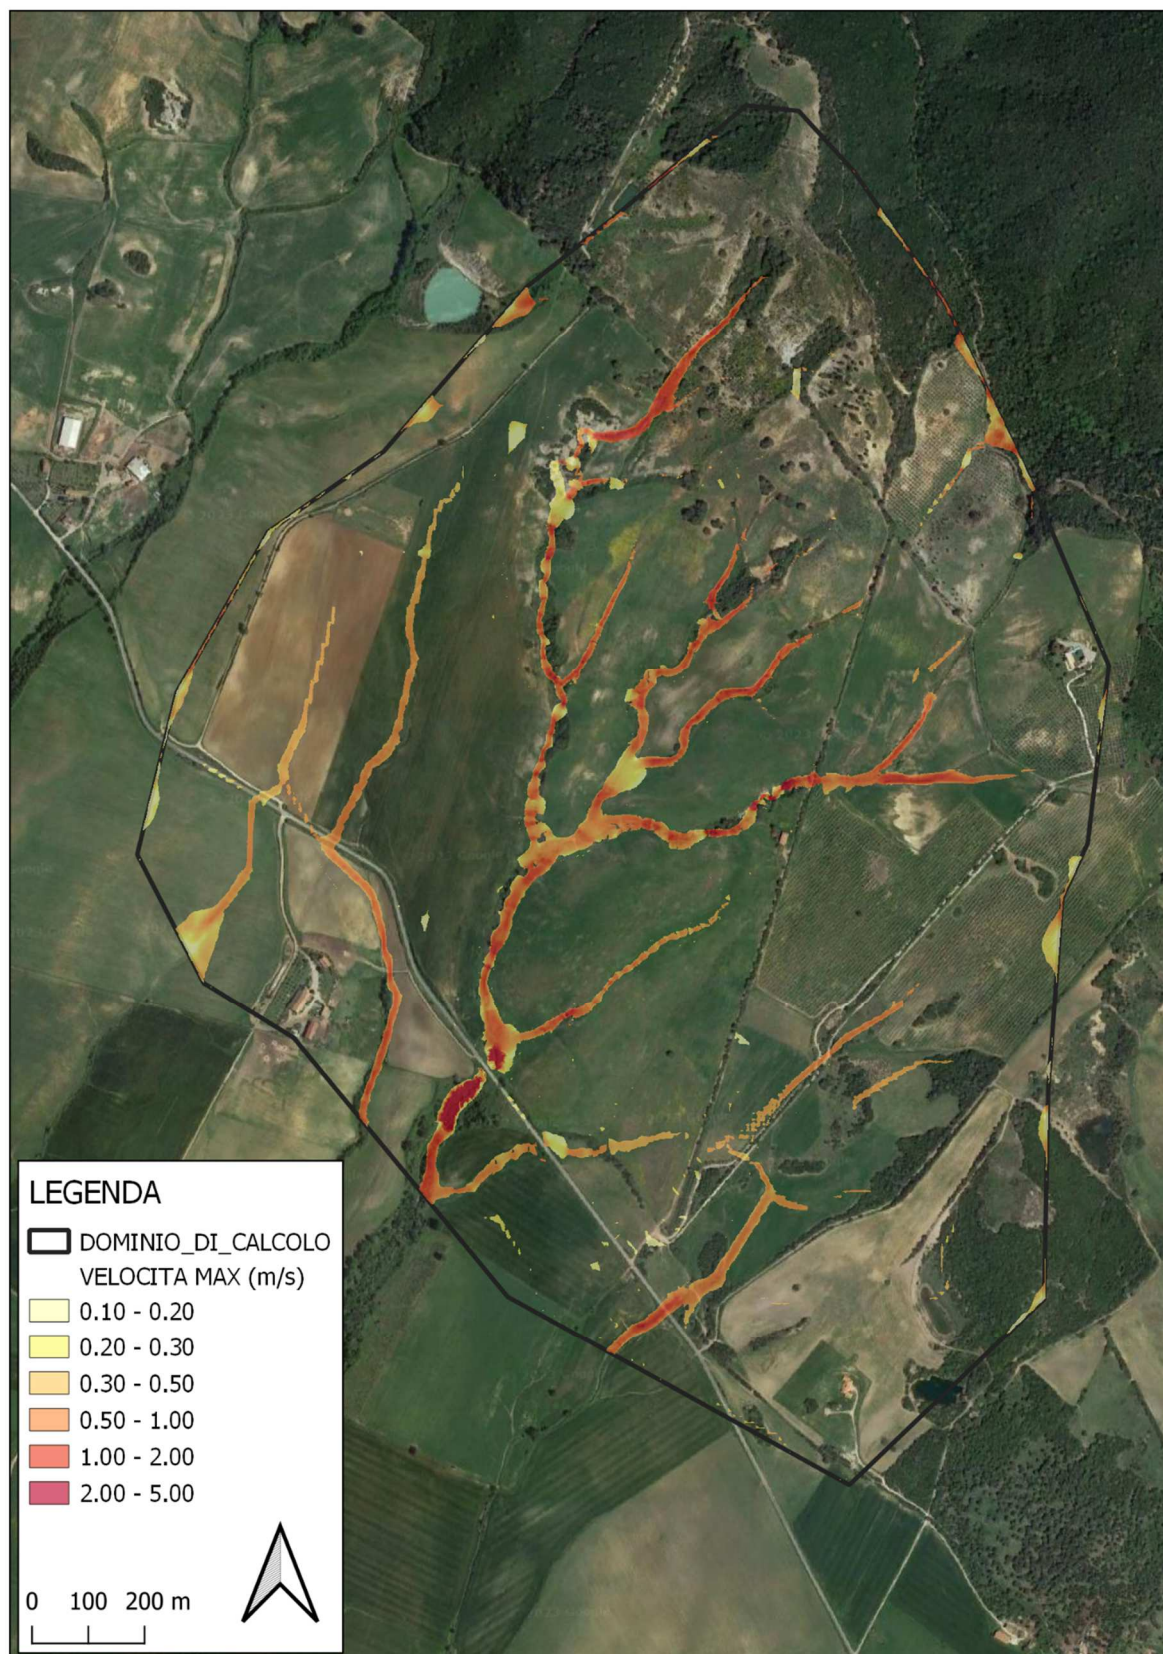 LEGENDA
DOMINIO_DI_CALCOLO
VELOCITA MAX (m/s)
0.10 - 0.20
0.20 - 0.30
0.30 - 0.50
0.50 - 1.00
1.00 - 2.00
2.00 - 5.00
0 100 200 m